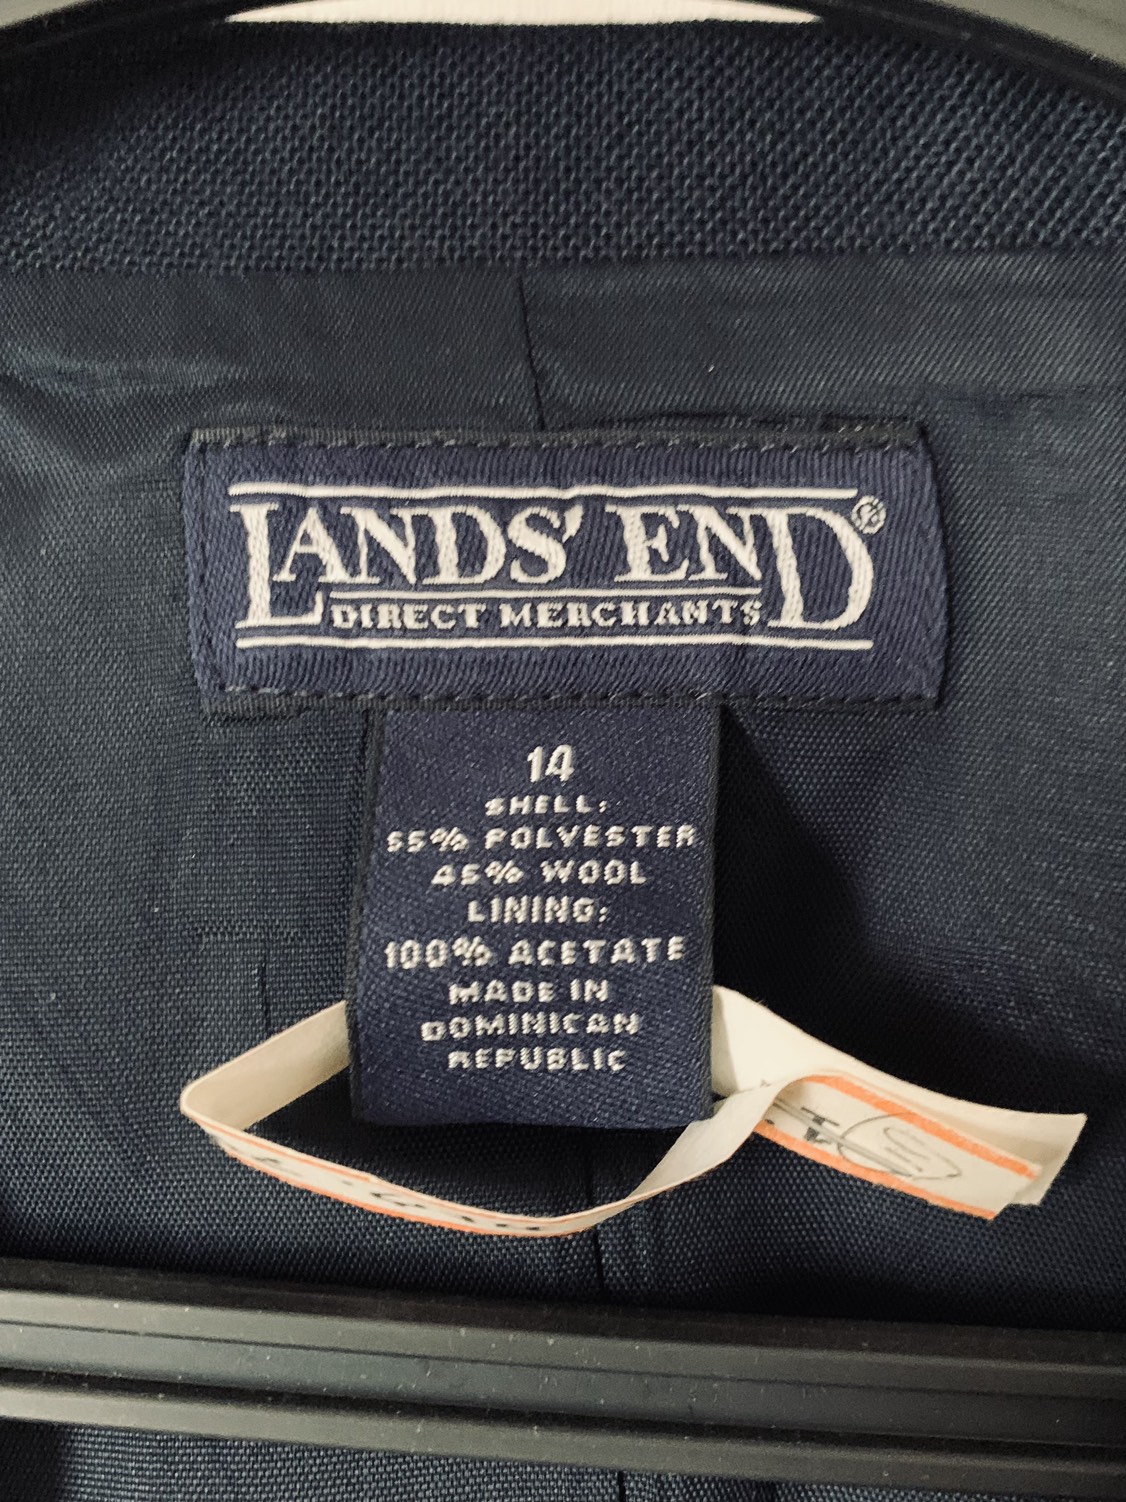 LANDS' END®
DIRECT MERCHANTS
14
SHELL:
55% POLYESTER
45% WOOL
LINING:
100% ACETATE
MADE IN
DOMINICAN
REPUBLIC